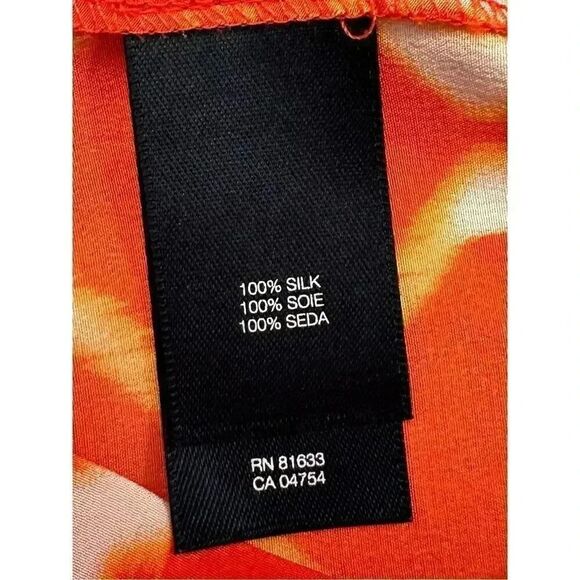 100% SILK
100% SOIE
100% SEDA
RN 81633
CA 04754